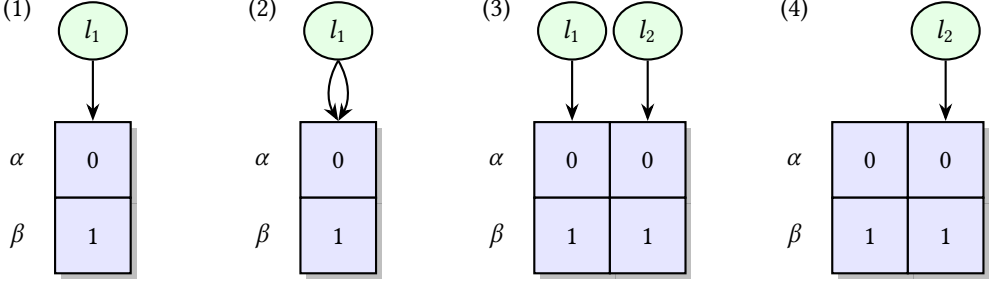 (1) (2) (3) (4)
l₁ l₁ l₁ l₂ l₂
α 0 α 0 α 0 0 α 0 0
β 1 β 1 β 1 1 β 1 1